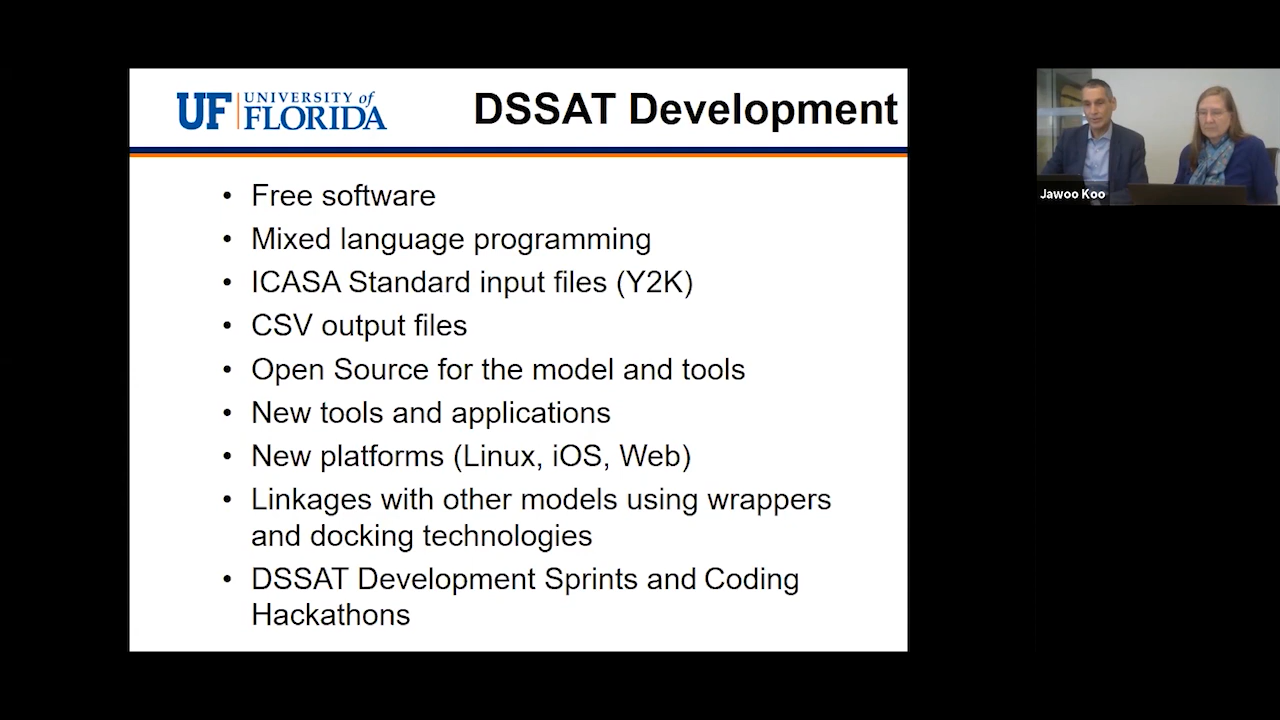 UF UNIVERSITY of
FLORIDA
DSSAT Development
• Free software
• Mixed language programming
• ICASA Standard input files (Y2K)
• CSV output files
• Open Source for the model and tools
• New tools and applications
• New platforms (Linux, iOS, Web)
• Linkages with other models using wrappers
and docking technologies
• DSSAT Development Sprints and Coding
Hackathons
Jawoo Koo